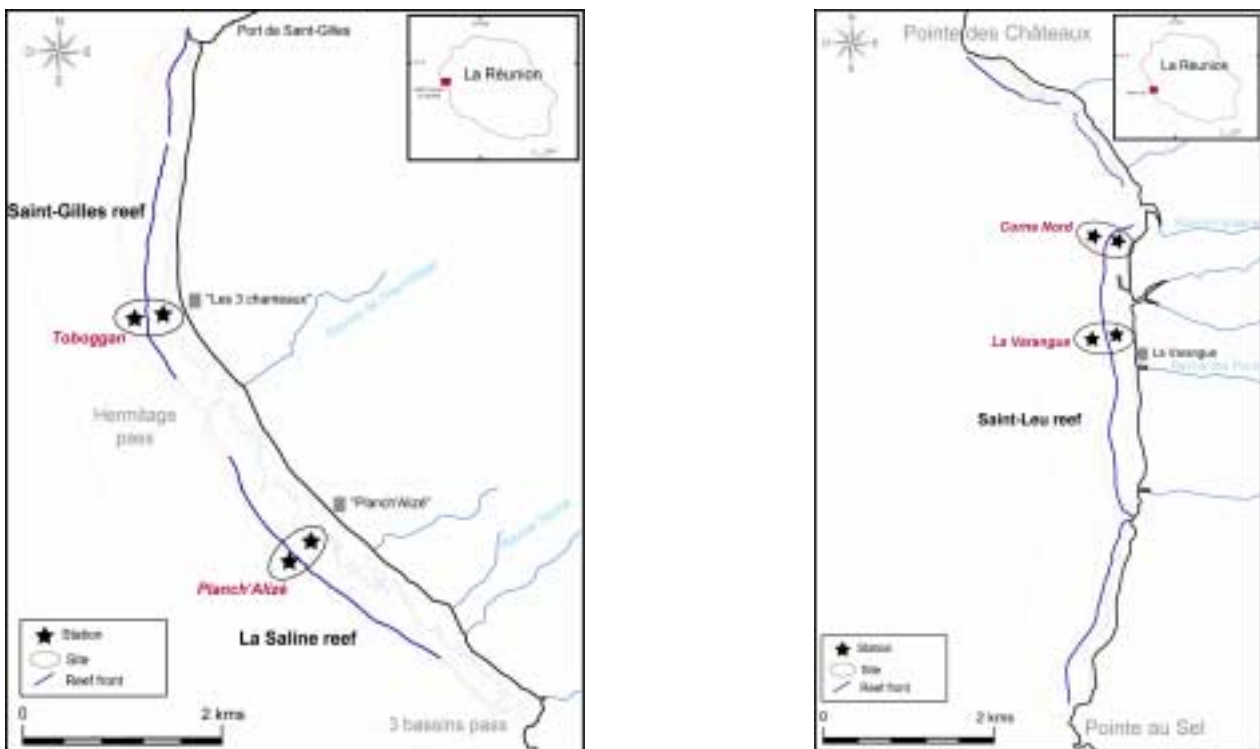 N
Port de Saint-Gilles
La Réunion
Saint-Gilles reef
"Les 3 chameaux"
Toboggan
Hermitage
pass
"Planch'Alizé"
Planch'Alizé
La Saline reef
Station
Site
Reef front
0
2 kms
3 bassins pass
Pointe des Châteaux
La Réunion
Corne Nord
La Varangue
La Varangue
Saint-Leu reef
Station
Site
Reef front
0
2 kms
Pointe au Sel